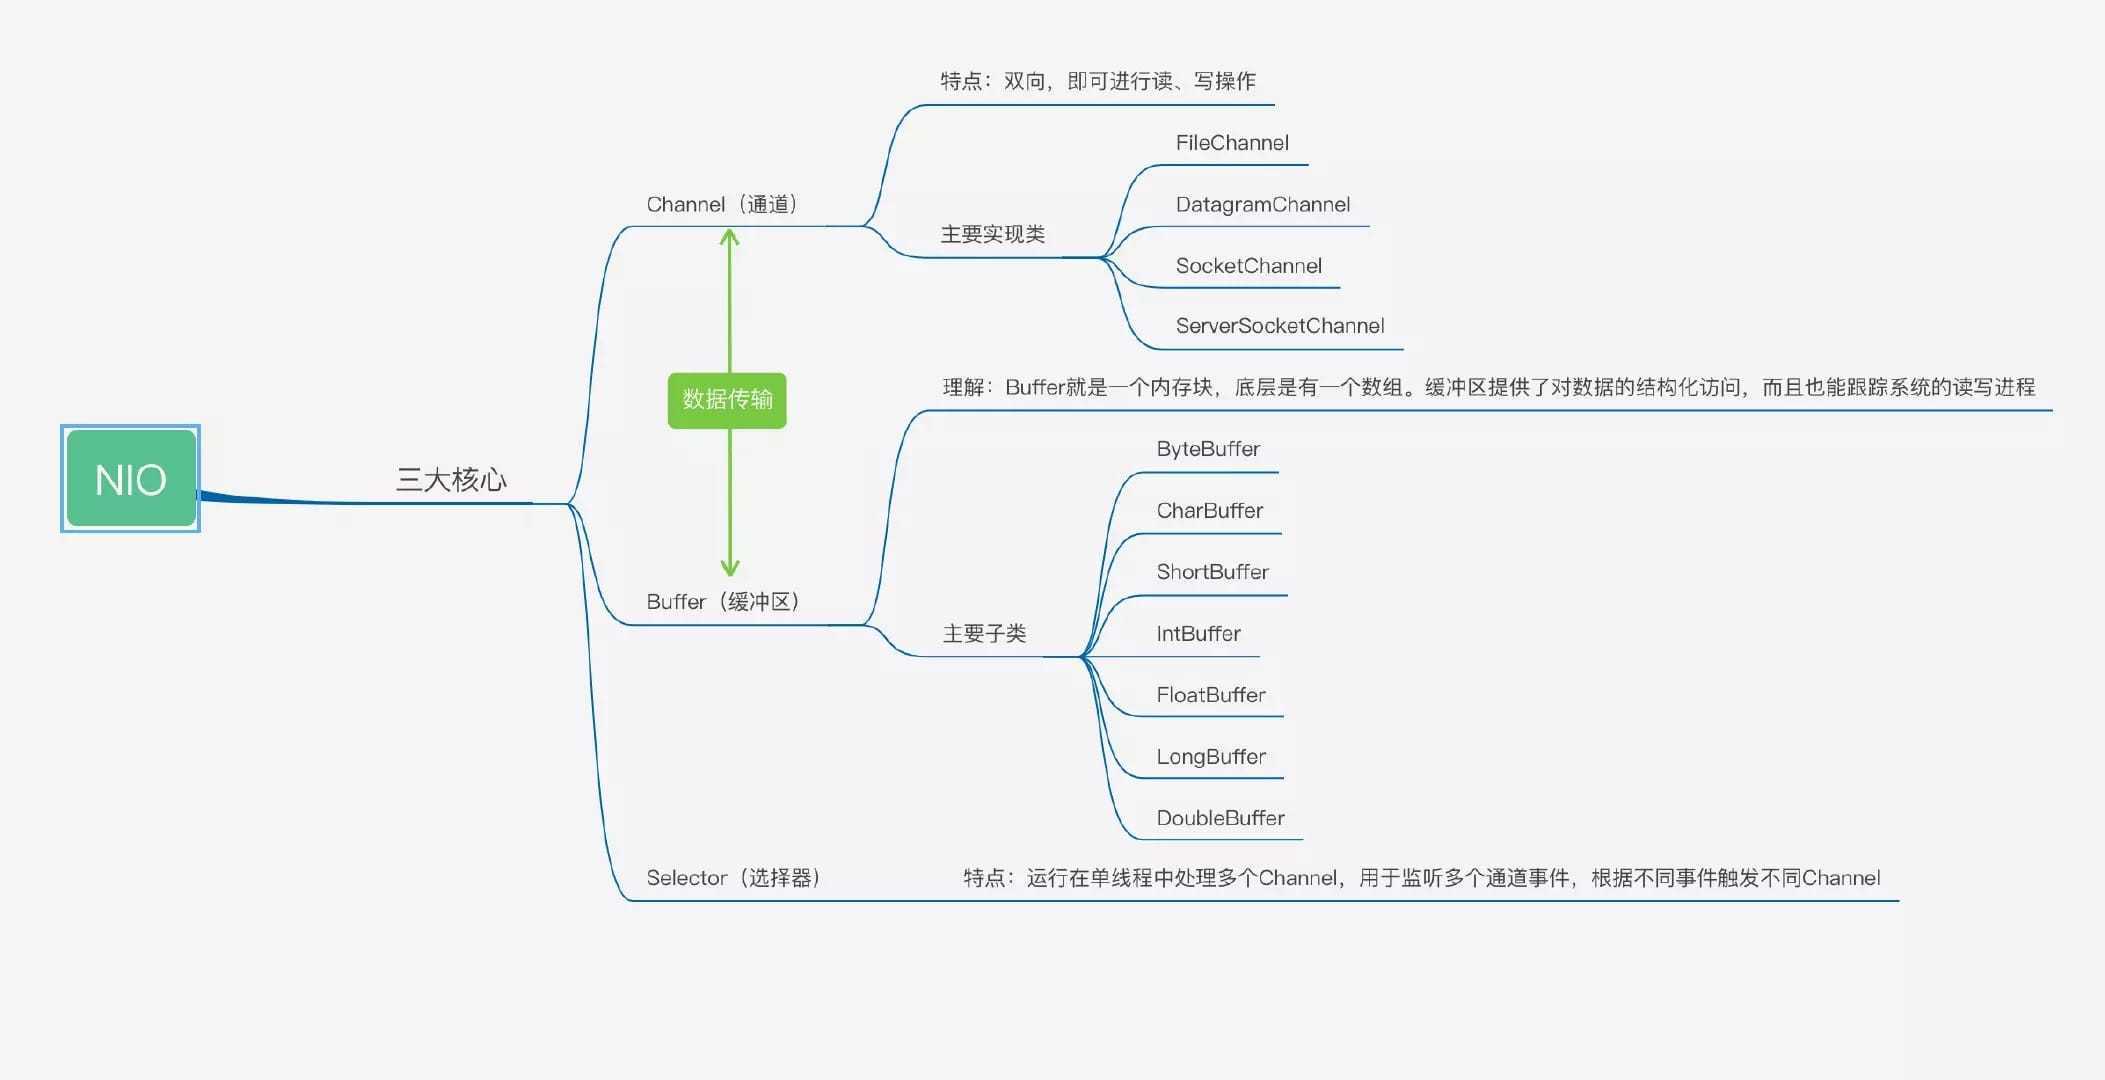 NIO
三大核心
Channel（通道）
特点：双向，即可进行读、写操作
主要实现类
FileChannel
DatagramChannel
SocketChannel
ServerSocketChannel
数据传输
Buffer（缓冲区）
理解：Buffer就是一个内存块，底层是有一个数组。缓冲区提供了对数据的结构化访问，而且也能跟踪系统的读写进程
主要子类
ByteBuffer
CharBuffer
ShortBuffer
IntBuffer
FloatBuffer
LongBuffer
DoubleBuffer
Selector（选择器）
特点：运行在单线程中处理多个Channel，用于监听多个通道事件，根据不同事件触发不同Channel